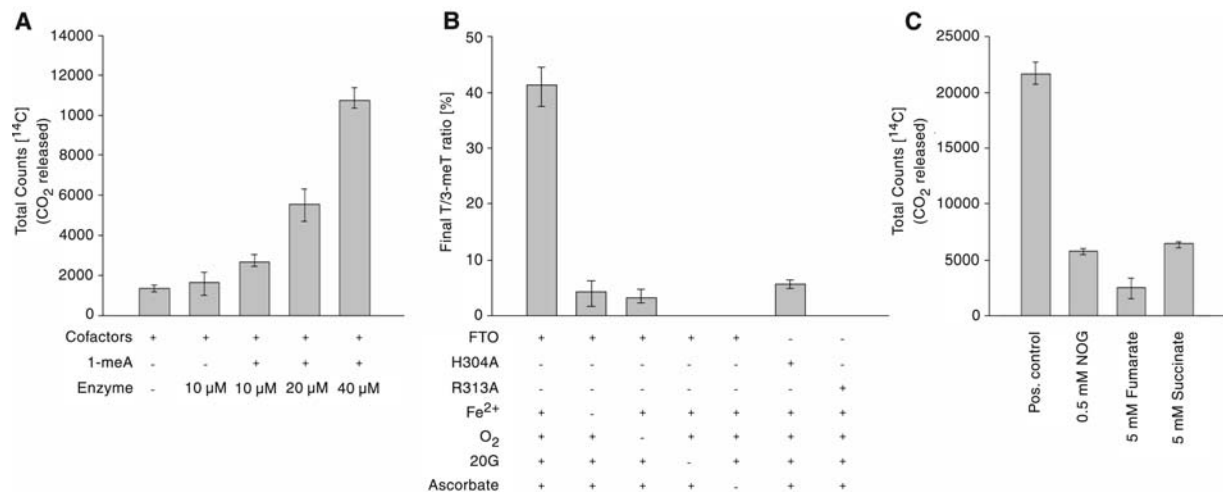 A
Total Counts [¹⁴C]
(CO₂ released)
14000
12000
10000
8000
6000
4000
2000
0
Cofactors + + + + +
1-meA - - + + +
Enzyme - 10 µM 10 µM 20 µM 40 µM
B
Final T/3-meT ratio [%]
50
40
30
20
10
0
FTO + + + + + - -
H304A - - - - - + -
R313A - - - - - - +
Fe²⁺ + - + + + + +
O₂ + + - + + + +
20G + + + - + + +
Ascorbate + + + + - + +
C
Total Counts [¹⁴C]
(CO₂ released)
25000
20000
15000
10000
5000
0
Pos. control
0.5 mM NOG
5 mM Fumarate
5 mM Succinate